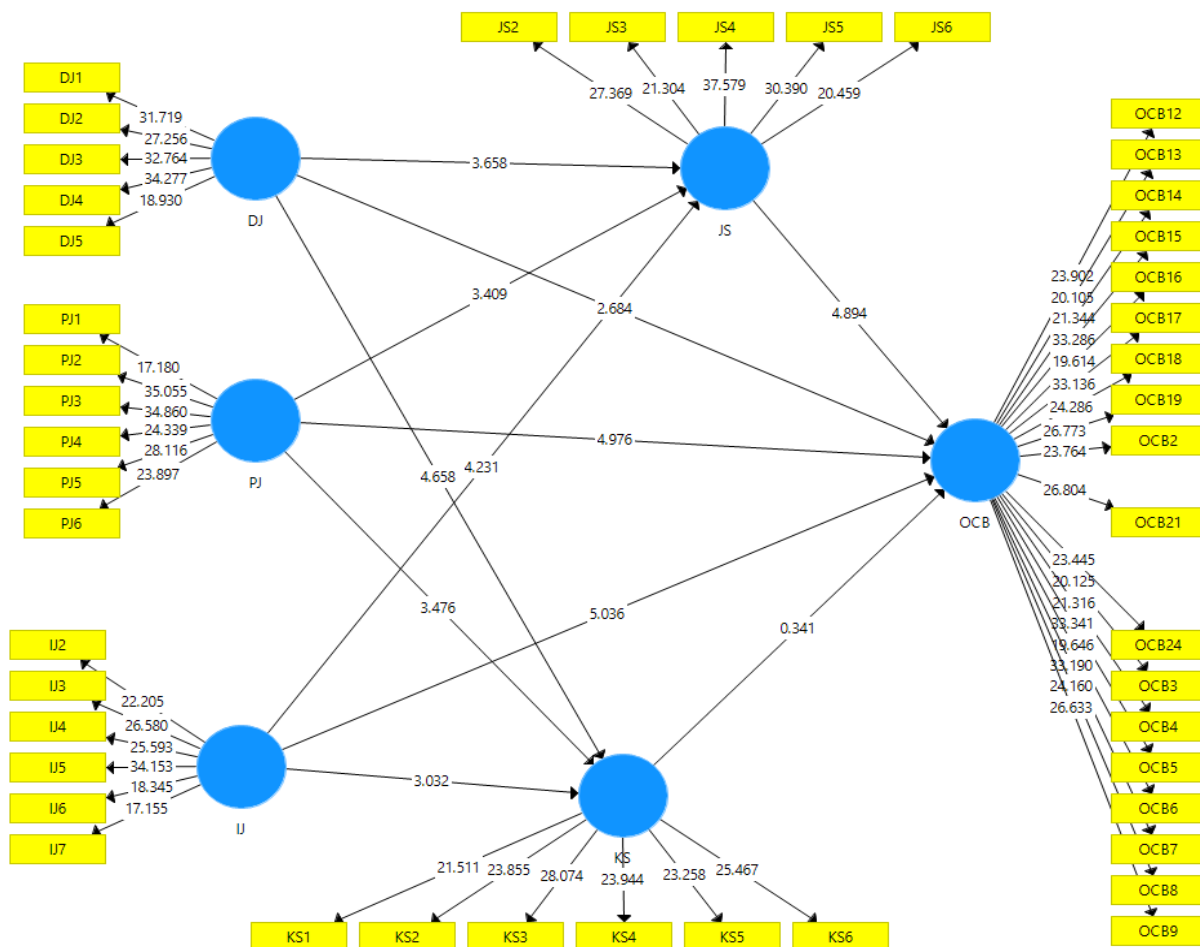 JS2 JS3 JS4 JS5 JS6
27.369 21.304 37.579 30.390 20.459
JS
DJ1
DJ2
DJ3
DJ4
DJ5
31.719
27.256
32.764
34.277
18.930
DJ
3.658
3.409
2.684
4.894
PJ1
PJ2
PJ3
PJ4
PJ5
PJ6
17.180
35.055
34.860
24.339
28.116
23.897
PJ
4.976
4.658
4.231
3.476
5.036
0.341
IJ2
IJ3
IJ4
IJ5
IJ6
IJ7
22.205
26.580
25.593
34.153
18.345
17.155
IJ
3.032
KS
21.511 23.855 28.074 23.944 23.258 25.467
KS1 KS2 KS3 KS4 KS5 KS6
OCB
23.902
20.105
21.344
33.286
19.614
33.136
24.286
26.773
23.764
26.804
23.445
20.125
21.316
33.341
19.646
33.190
24.160
26.633
OCB12
OCB13
OCB14
OCB15
OCB16
OCB17
OCB18
OCB19
OCB2
OCB21
OCB24
OCB3
OCB4
OCB5
OCB6
OCB7
OCB8
OCB9